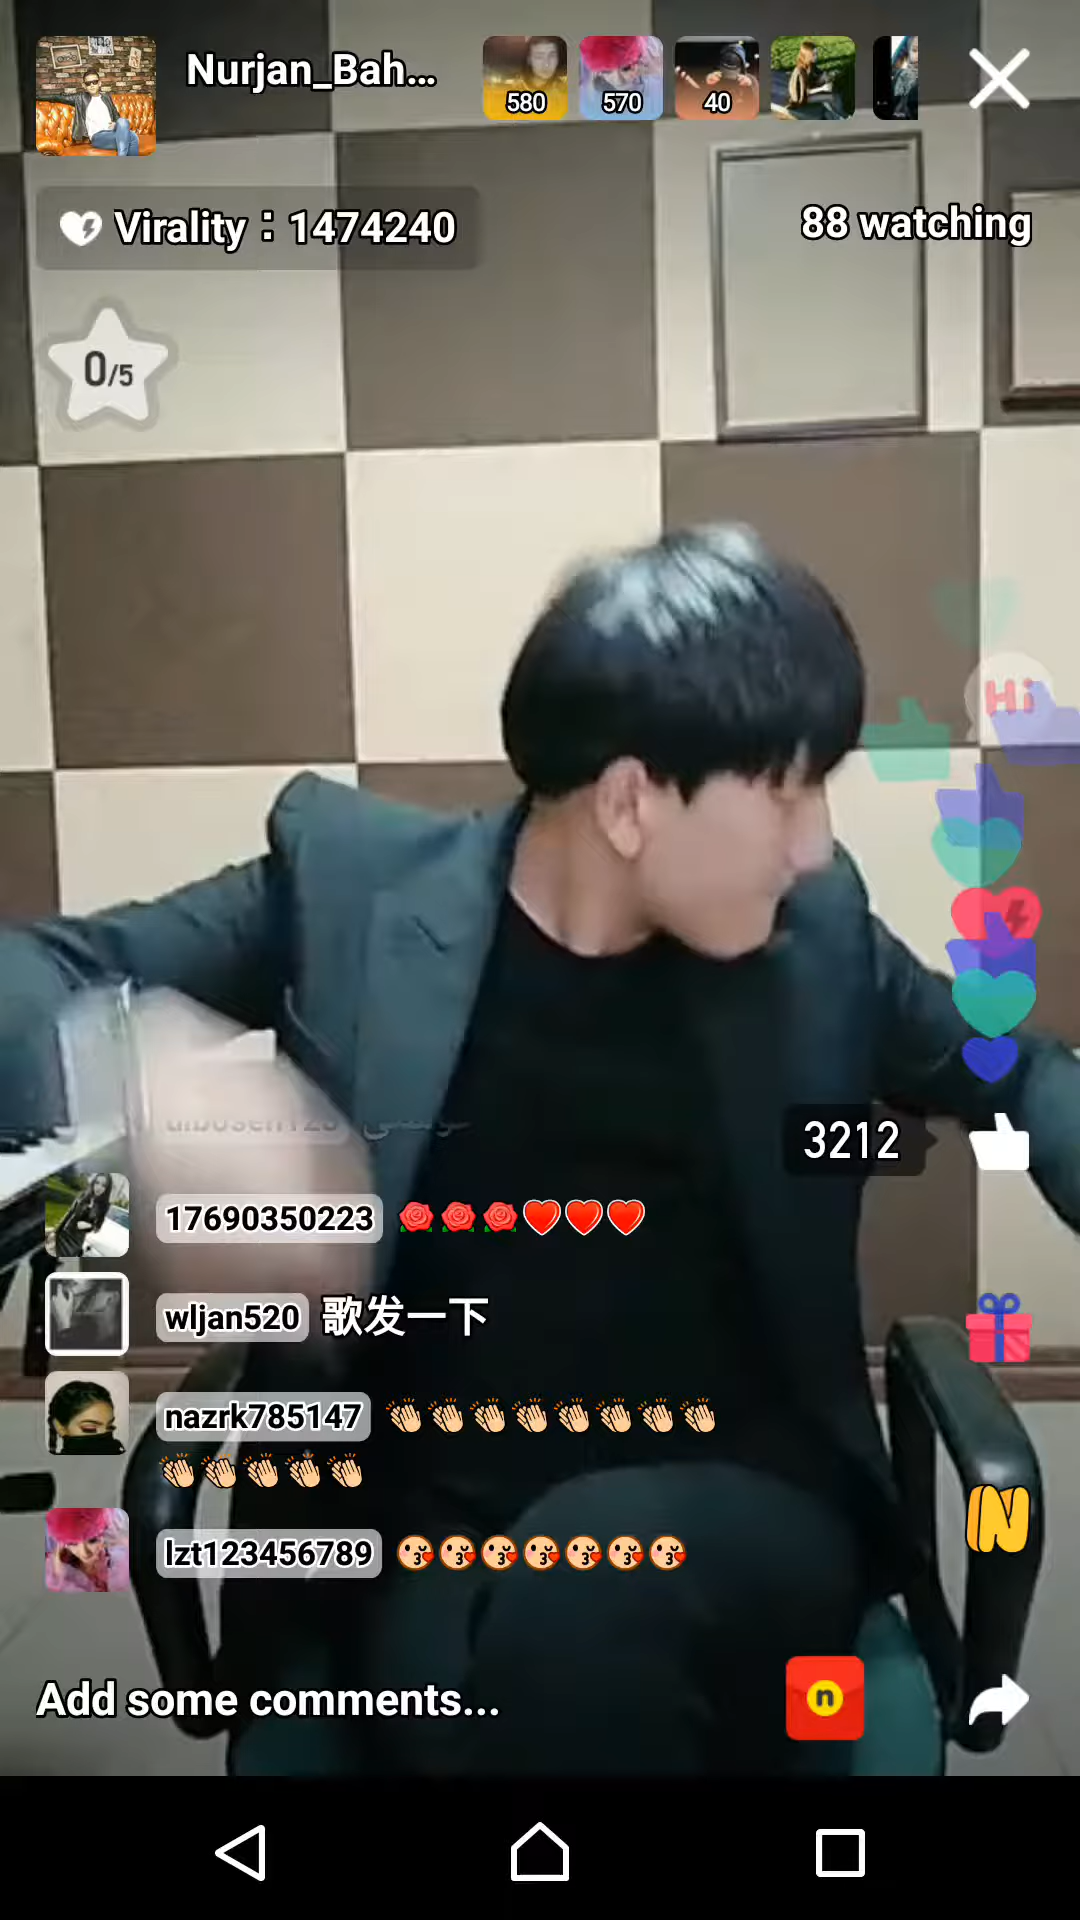 Nurjan_Bah...
580
570
40
Virality：1474240
88 watching
0/5
Hi
3212
17690350223 🌹🌹🌹❤️❤️❤️
wljan520 歌发一下
nazrk785147 👏👏👏👏👏👏👏👏
👏👏👏👏👏
lzt123456789 😘😘😘😘😘😘😘
N
Add some comments...
n